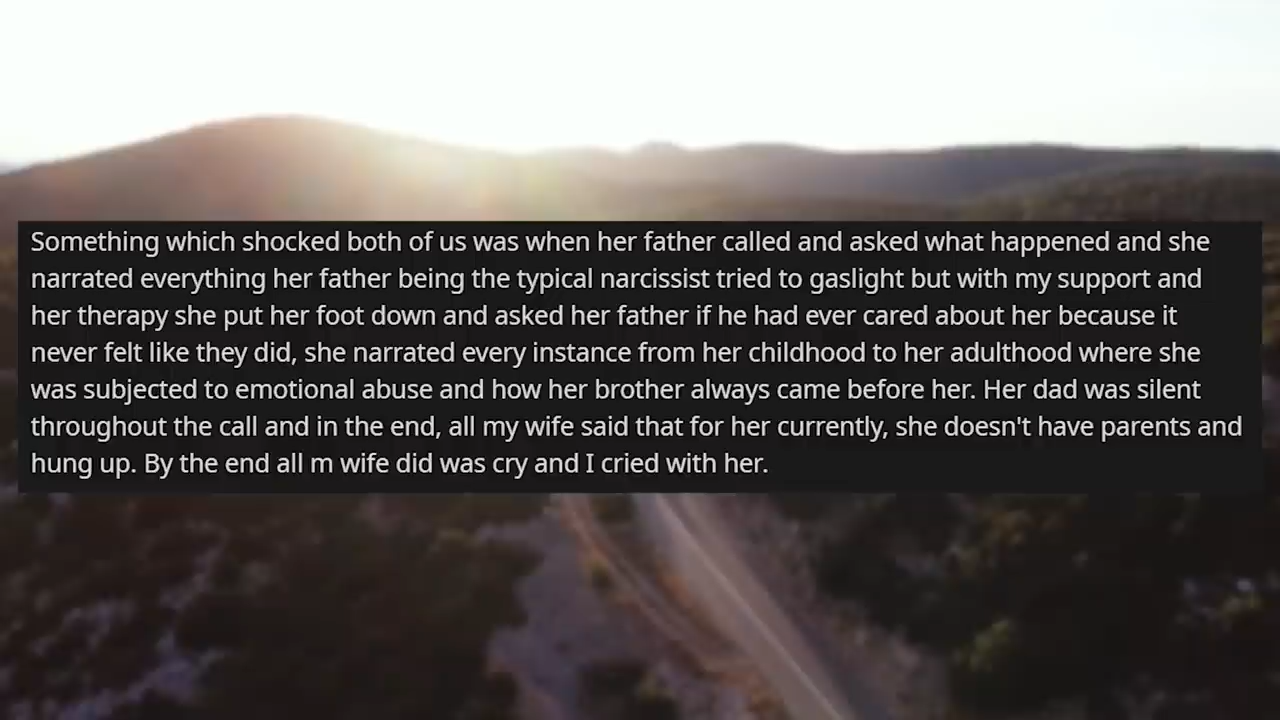 Something which shocked both of us was when her father called and asked what happened and she
narrated everything her father being the typical narcissist tried to gaslight but with my support and
her therapy she put her foot down and asked her father if he had ever cared about her because it
never felt like they did, she narrated every instance from her childhood to her adulthood where she
was subjected to emotional abuse and how her brother always came before her. Her dad was silent
throughout the call and in the end, all my wife said that for her currently, she doesn't have parents and
hung up. By the end all m wife did was cry and I cried with her.